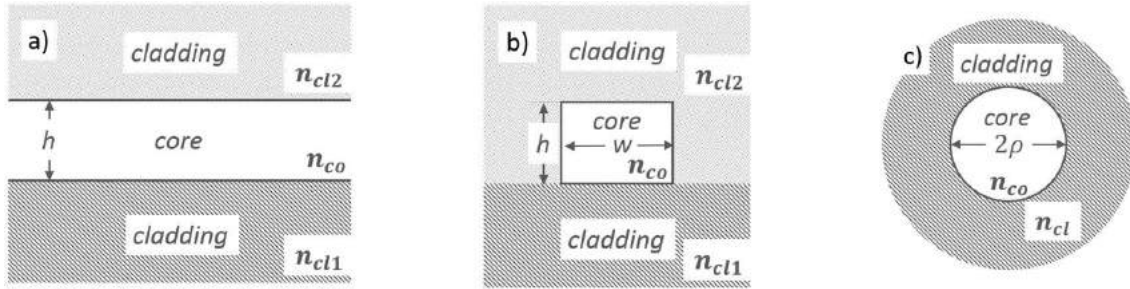 a)
cladding
n_cl2
h
core
n_co
cladding
n_cl1
b)
cladding
n_cl2
h
core
w
n_co
cladding
n_cl1
c)
cladding
core
2ρ
n_co
n_cl